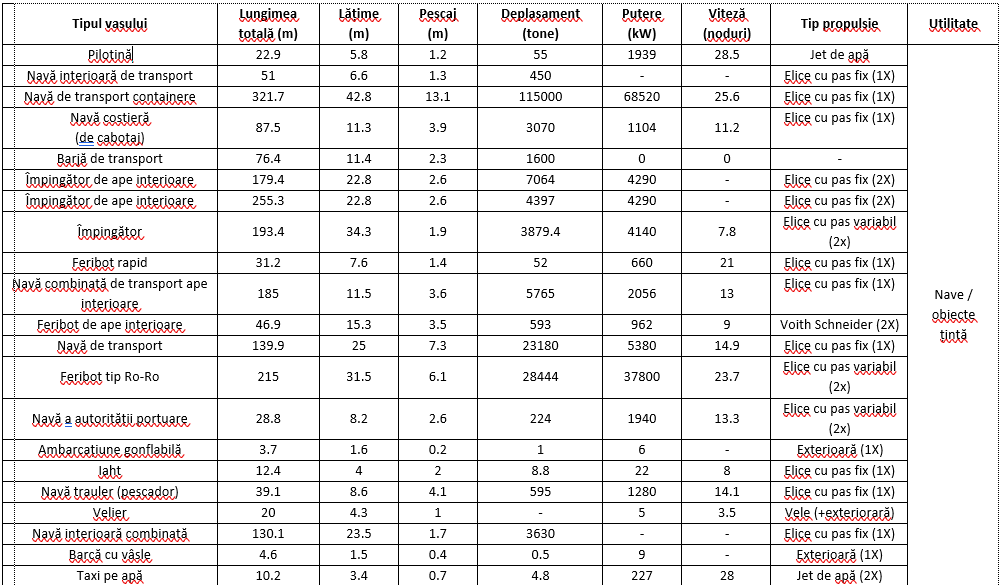 Tipul vasului Lungimea totală (m) Lățime (m) Pescaj (m) Deplasament (tone) Putere (kW) Viteză (noduri) Tip propulsie Utilitate
Pilotină 22.9 5.8 1.2 55 1939 28.5 Jet de apă
Navă interioară de transport 51 6.6 1.3 450 - - Elice cu pas fix (1X)
Navă de transport containere 321.7 42.8 13.1 115000 68520 25.6 Elice cu pas fix (1X)
Navă costieră (de cabotaj) 87.5 11.3 3.9 3070 1104 11.2 Elice cu pas fix (1X)
Barjă de transport 76.4 11.4 2.3 1600 0 0 -
Împingător de ape interioare 179.4 22.8 2.6 7064 4290 - Elice cu pas fix (2X)
Împingător de ape interioare 255.3 22.8 2.6 4397 4290 - Elice cu pas fix (2X)
Împingător 193.4 34.3 1.9 3879.4 4140 7.8 Elice cu pas variabil (2x)
Feribot rapid 31.2 7.6 1.4 52 660 21 Elice cu pas fix (1X)
Navă combinată de transport ape interioare 185 11.5 3.6 5765 2056 13 Elice cu pas fix (1X)
Nave / obiecte țintă
Feribot de ape interioare 46.9 15.3 3.5 593 962 9 Voith Schneider (2X)
Navă de transport 139.9 25 7.3 23180 5380 14.9 Elice cu pas fix (1X)
Feribot tip Ro-Ro 215 31.5 6.1 28444 37800 23.7 Elice cu pas variabil (2x)
Navă a autorității portuare 28.8 8.2 2.6 224 1940 13.3 Elice cu pas variabil (2x)
Ambarcațiune gonflabilă 3.7 1.6 0.2 1 6 - Exterioară (1X)
Iaht 12.4 4 2 8.8 22 8 Elice cu pas fix (1X)
Navă trauler (pescador) 39.1 8.6 4.1 595 1280 14.1 Elice cu pas fix (1X)
Velier 20 4.3 1 - 5 3.5 Vele (+exteriorară)
Navă interioară combinată 130.1 23.5 1.7 3630 - - Elice cu pas fix (1X)
Barcă cu vâsle 4.6 1.5 0.4 0.5 9 - Exterioară (1X)
Taxi pe apă 10.2 3.4 0.7 4.8 227 28 Jet de apă (2X)